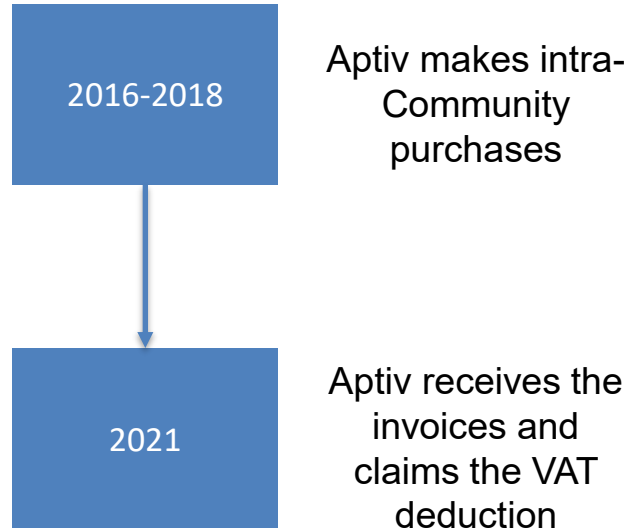 2016-2018
Aptiv makes intra-
Community
purchases
2021
Aptiv receives the
invoices and
claims the VAT
deduction